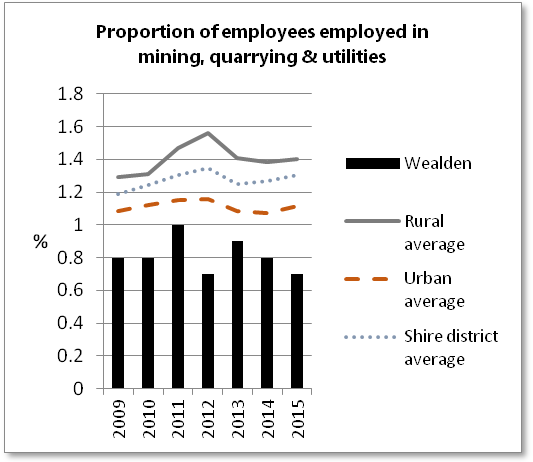 Proportion of employees employed in
mining, quarrying & utilities
1.8
1.6
1.4
1.2
1
0.8
0.6
0.4
0.2
0
%
2009
2010
2011
2012
2013
2014
2015
Wealden
Rural
average
Urban
average
Shire district
average